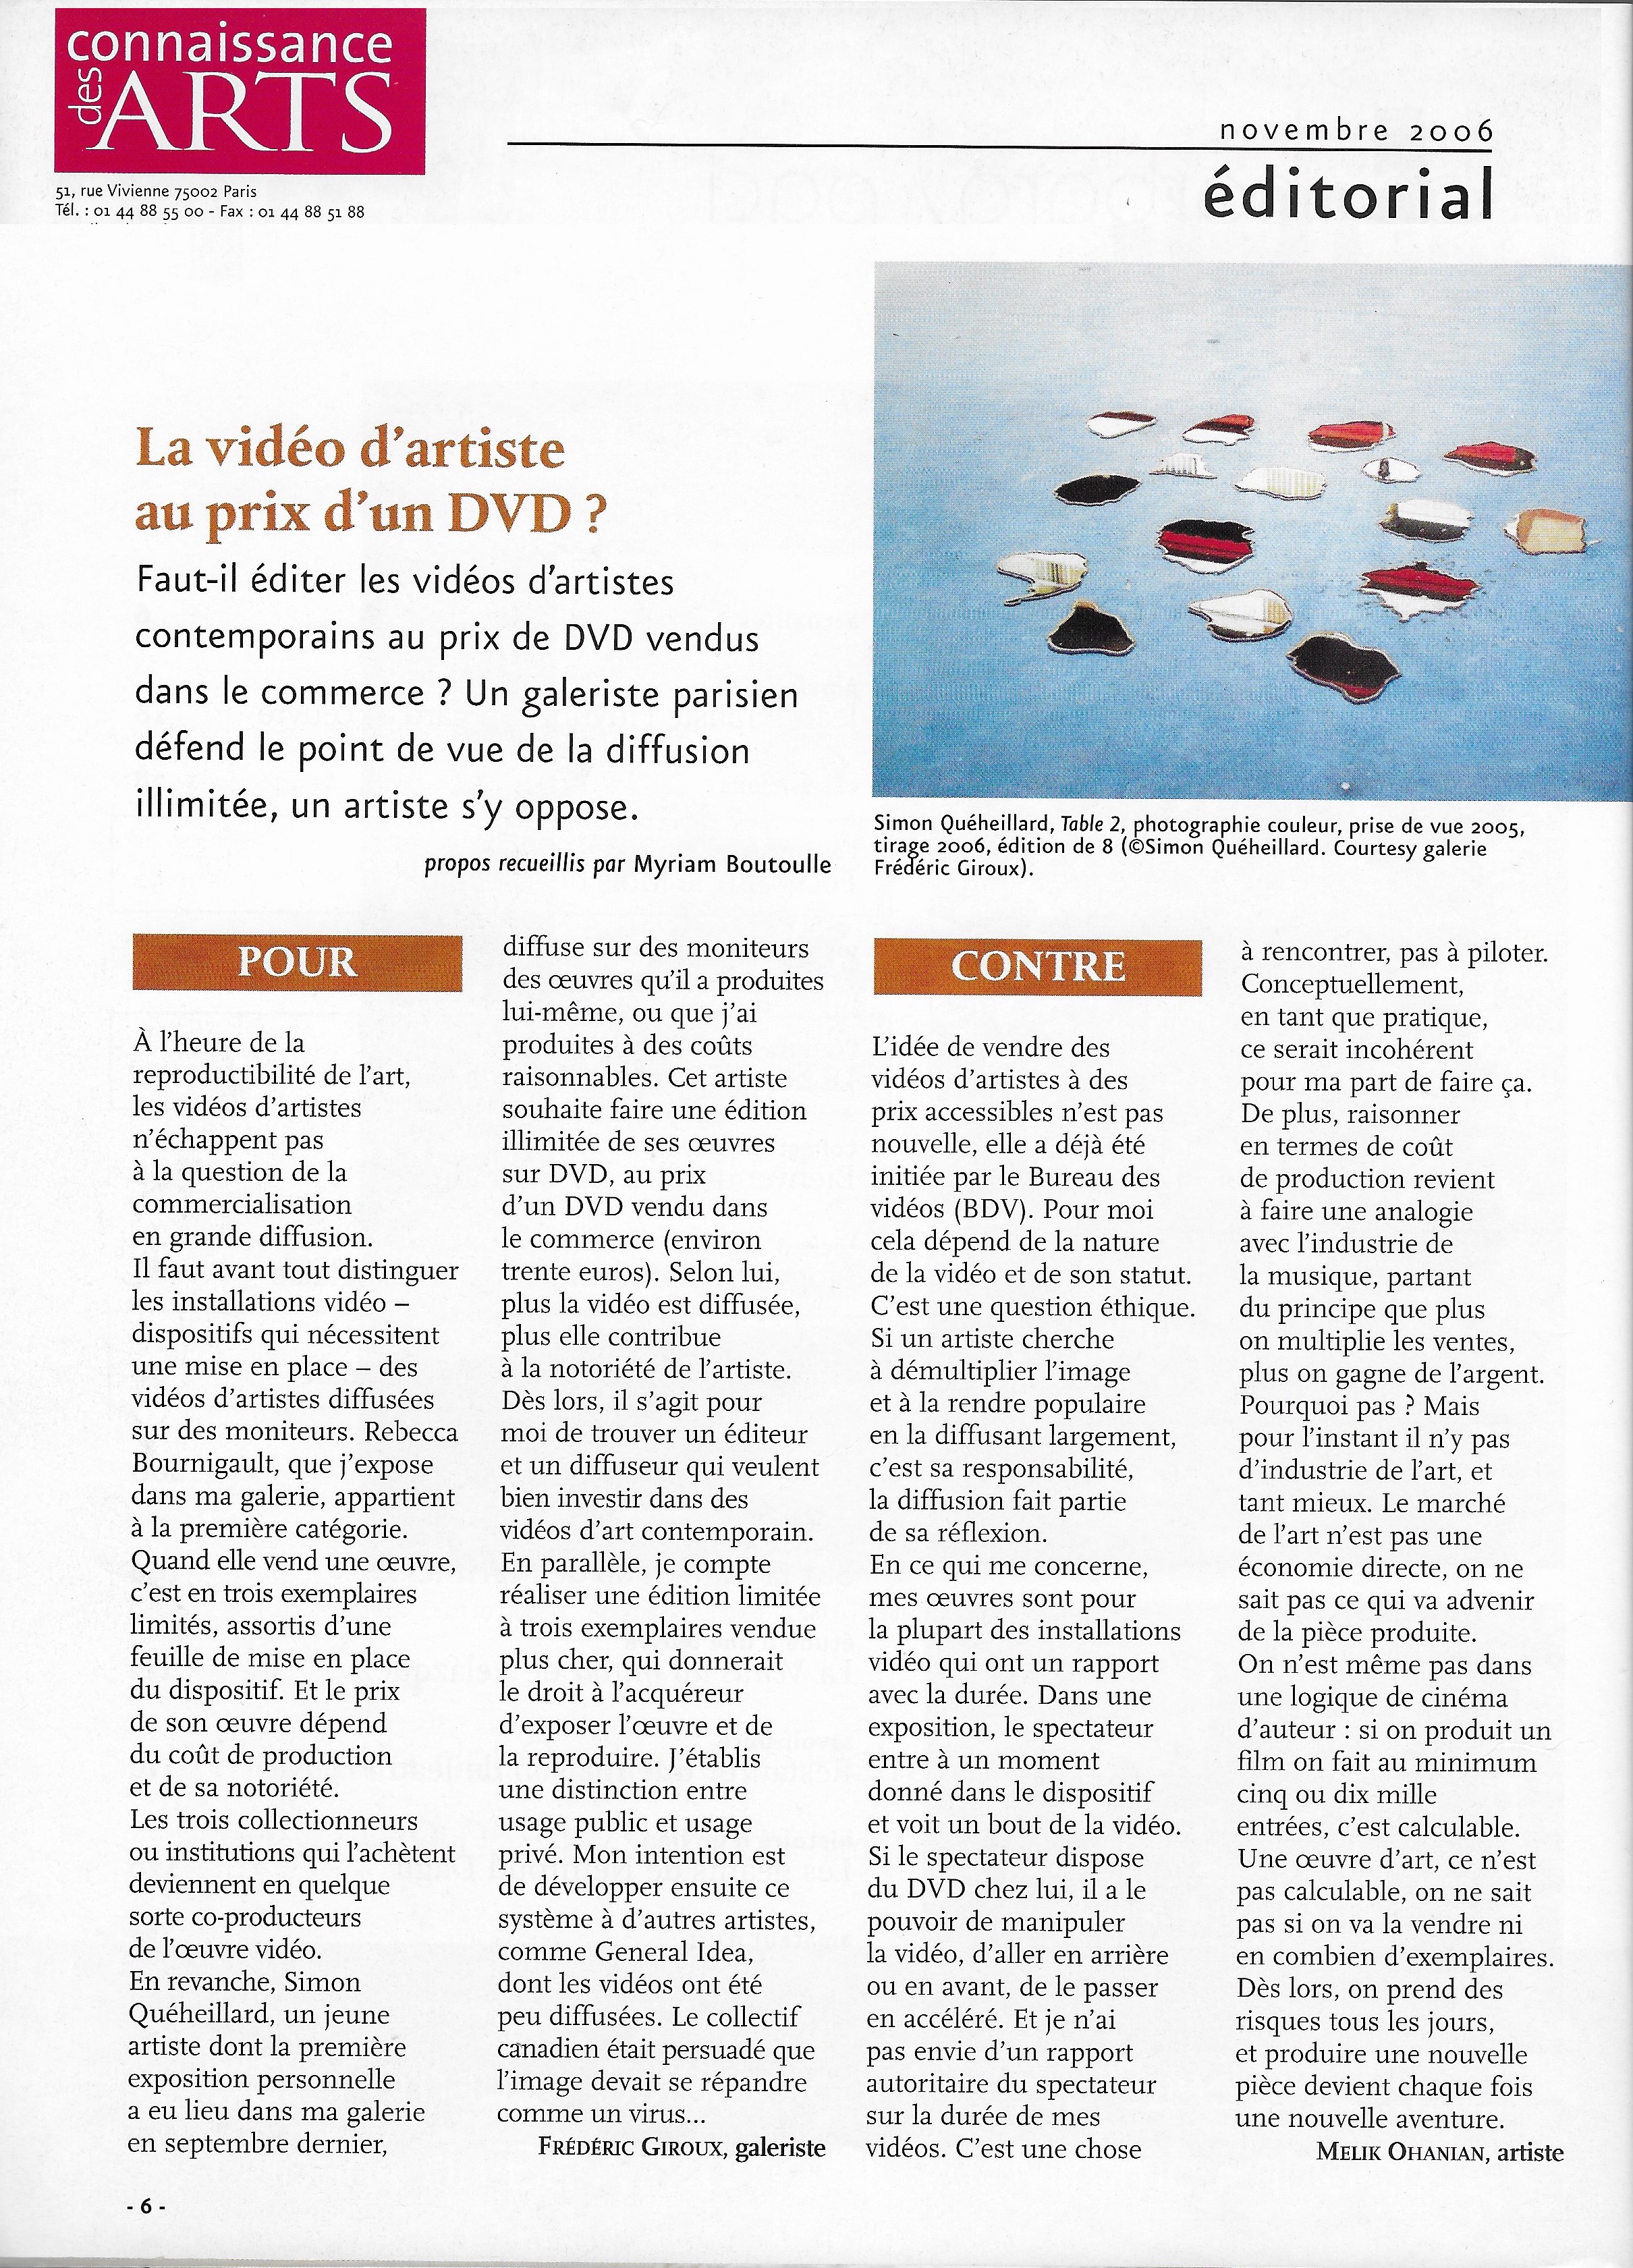 connaissance
des ARTS
51, rue Vivienne 75002 Paris
Tél. : 01 44 88 55 00 - Fax : 01 44 88 51 88
novembre 2006
éditorial
La vidéo d'artiste
au prix d'un DVD ?
Faut-il éditer les vidéos d'artistes
contemporains au prix de DVD vendus
dans le commerce ? Un galeriste parisien
défend le point de vue de la diffusion
illimitée, un artiste s'y oppose.
propos recueillis par Myriam Boutoulle
Simon Quéheillard, Table 2, photographie couleur, prise de vue 2005,
tirage 2006, édition de 8 (©Simon Quéheillard. Courtesy galerie
Frédéric Giroux).
POUR
À l'heure de la
reproductibilité de l'art,
les vidéos d'artistes
n'échappent pas
à la question de la
commercialisation
en grande diffusion.
Il faut avant tout distinguer
les installations vidéo –
dispositifs qui nécessitent
une mise en place – des
vidéos d'artistes diffusées
sur des moniteurs. Rebecca
Bournigault, que j'expose
dans ma galerie, appartient
à la première catégorie.
Quand elle vend une œuvre,
c'est en trois exemplaires
limités, assortis d'une
feuille de mise en place
du dispositif. Et le prix
de son œuvre dépend
du coût de production
et de sa notoriété.
Les trois collectionneurs
ou institutions qui l'achètent
deviennent en quelque
sorte co-producteurs
de l'œuvre vidéo.
En revanche, Simon
Quéheillard, un jeune
artiste dont la première
exposition personnelle
a eu lieu dans ma galerie
en septembre dernier,
diffuse sur des moniteurs
des œuvres qu'il a produites
lui-même, ou que j'ai
produites à des coûts
raisonnables. Cet artiste
souhaite faire une édition
illimitée de ses œuvres
sur DVD, au prix
d'un DVD vendu dans
le commerce (environ
trente euros). Selon lui,
plus la vidéo est diffusée,
plus elle contribue
à la notoriété de l'artiste.
Dès lors, il s'agit pour
moi de trouver un éditeur
et un diffuseur qui veulent
bien investir dans des
vidéos d'art contemporain.
En parallèle, je compte
réaliser une édition limitée
à trois exemplaires vendue
plus cher, qui donnerait
le droit à l'acquéreur
d'exposer l'œuvre et de
la reproduire. J'établis
une distinction entre
usage public et usage
privé. Mon intention est
de développer ensuite ce
système à d'autres artistes,
comme General Idea,
dont les vidéos ont été
peu diffusées. Le collectif
canadien était persuadé que
l'image devait se répandre
comme un virus...
FRÉDÉRIC GIROUX, galeriste
CONTRE
L'idée de vendre des
vidéos d'artistes à des
prix accessibles n'est pas
nouvelle, elle a déjà été
initiée par le Bureau des
vidéos (BDV). Pour moi
cela dépend de la nature
de la vidéo et de son statut.
C'est une question éthique.
Si un artiste cherche
à démultiplier l'image
et à la rendre populaire
en la diffusant largement,
c'est sa responsabilité,
la diffusion fait partie
de sa réflexion.
En ce qui me concerne,
mes œuvres sont pour
la plupart des installations
vidéo qui ont un rapport
avec la durée. Dans une
exposition, le spectateur
entre à un moment
donné dans le dispositif
et voit un bout de la vidéo.
Si le spectateur dispose
du DVD chez lui, il a le
pouvoir de manipuler
la vidéo, d'aller en arrière
ou en avant, de le passer
en accéléré. Et je n'ai
pas envie d'un rapport
autoritaire du spectateur
sur la durée de mes
vidéos. C'est une chose
à rencontrer, pas à piloter.
Conceptuellement,
en tant que pratique,
ce serait incohérent
pour ma part de faire ça.
De plus, raisonner
en termes de coût
de production revient
à faire une analogie
avec l'industrie de
la musique, partant
du principe que plus
on multiplie les ventes,
plus on gagne de l'argent.
Pourquoi pas ? Mais
pour l'instant il n'y pas
d'industrie de l'art, et
tant mieux. Le marché
de l'art n'est pas une
économie directe, on ne
sait pas ce qui va advenir
de la pièce produite.
On n'est même pas dans
une logique de cinéma
d'auteur : si on produit un
film on fait au minimum
cinq ou dix mille
entrées, c'est calculable.
Une œuvre d'art, ce n'est
pas calculable, on ne sait
pas si on va la vendre ni
en combien d'exemplaires.
Dès lors, on prend des
risques tous les jours,
et produire une nouvelle
pièce devient chaque fois
une nouvelle aventure.
MELIK OHANIAN, artiste
- 6 -